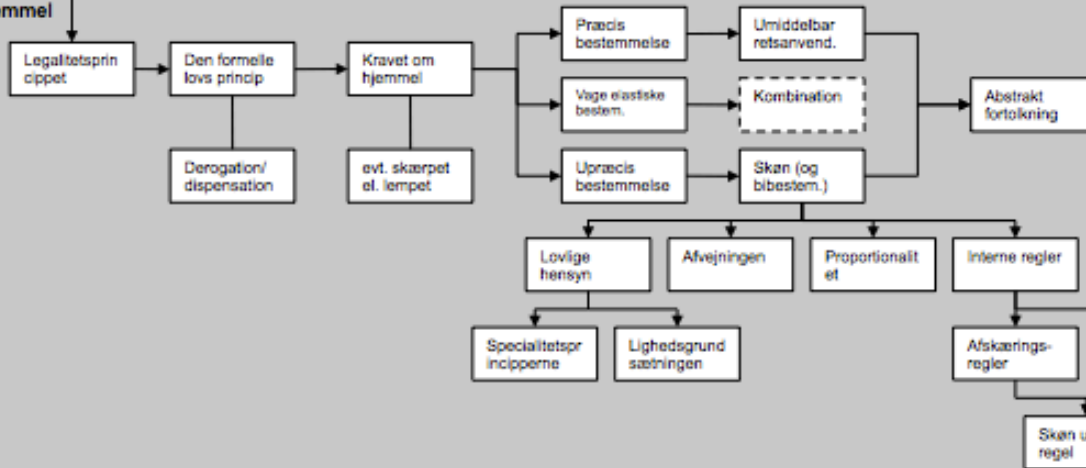 emmel
Legalitetsprin
cippet
Den formelle
lovs princip
Kravet om
hjemmel
Præcis
bestemmelse
Umiddelbar
retsanvend.
Vage elastiske
bestem.
Kombination
Abstrakt
fortolkning
Derogation/
dispensation
evt. skærpet
el. lempet
Upræcis
bestemmelse
Skøn (og
bibestem.)
Lovlige
hensyn
Afvejningen
Proportionalit
et
Interne regler
Specialitetspr
incipperne
Lighedsgrund
sætningen
Afskærings-
regler
Skøn u
regel